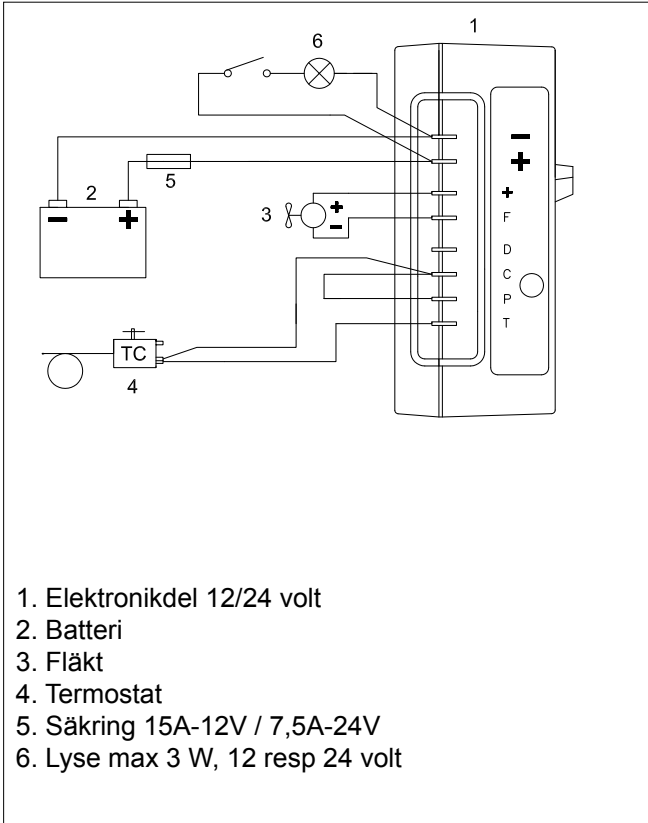 6
1
2
5
3
+
−
−
+
+
F
D
C
P
T
− +
TC
4
1. Elektronikdel 12/24 volt
2. Batteri
3. Fläkt
4. Termostat
5. Säkring 15A-12V / 7,5A-24V
6. Lyse max 3 W, 12 resp 24 volt